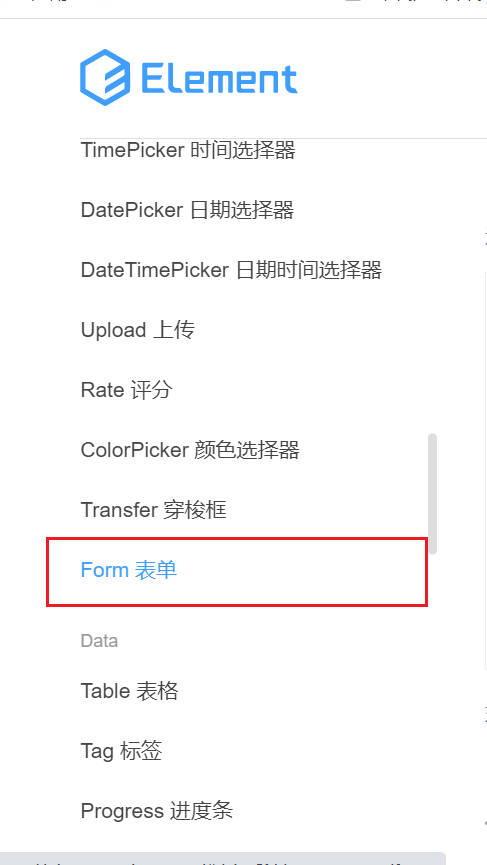 Element
TimePicker 时间选择器
DatePicker 日期选择器
DateTimePicker 日期时间选择器
Upload 上传
Rate 评分
ColorPicker 颜色选择器
Transfer 穿梭框
Form 表单
Data
Table 表格
Tag 标签
Progress 进度条